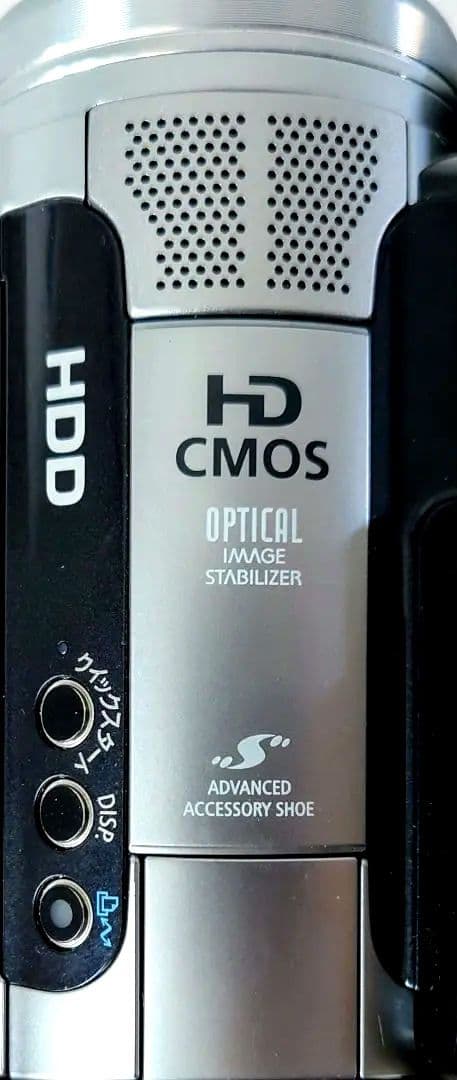 HDD
HD
CMOS
OPTICAL
IMAGE
STABILIZER
クイックスタート
DISP.
S
ADVANCED
ACCESSORY SHOE